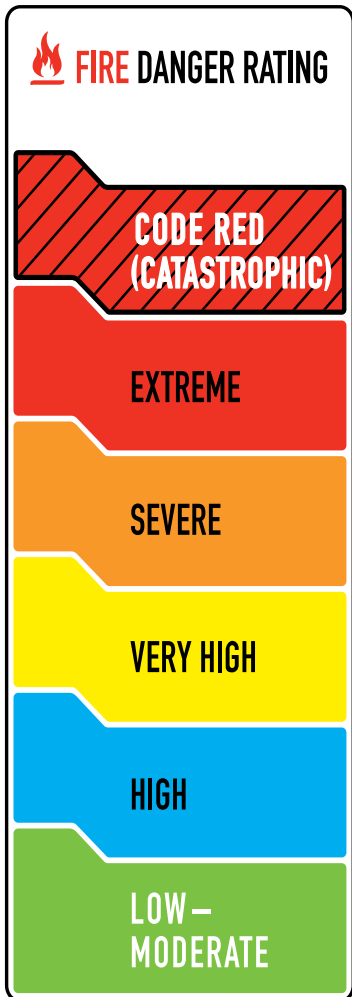 FIRE DANGER RATING
CODE RED
(CATASTROPHIC)
EXTREME
SEVERE
VERY HIGH
HIGH
LOW–
MODERATE